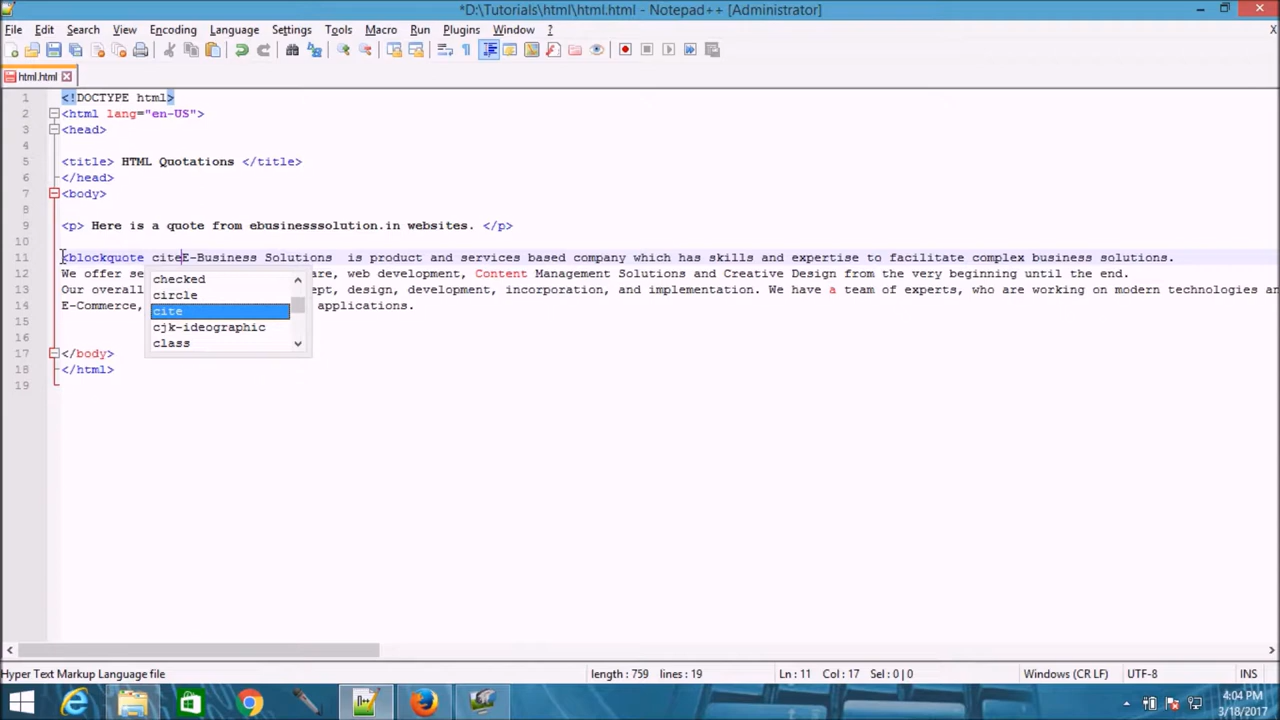 *D:\Tutorials\html\html.html - Notepad++ [Administrator]
File Edit Search View Encoding Language Settings Tools Macro Run Plugins Window ? X
html.html
1 <!DOCTYPE html>
2 <html lang="en-US">
3 <head>
4
5 <title> HTML Quotations </title>
6 </head>
7 <body>
8
9 <p> Here is a quote from ebusinesssolution.in websites. </p>
10
11 <blockquote citeE-Business Solutions is product and services based company which has skills and expertise to facilitate complex business solutions.
12 We offer se are, web development, Content Management Solutions and Creative Design from the very beginning until the end.
13 Our overall ept, design, development, incorporation, and implementation. We have a team of experts, who are working on modern technologies an
14 E-Commerce, applications.
15
16
17 </body>
18 </html>
19
checked
circle
cite
cjk-ideographic
class
Hyper Text Markup Language file length : 759 lines : 19 Ln : 11 Col : 17 Sel : 0 | 0 Windows (CR LF) UTF-8 INS
4:04 PM
3/18/2017